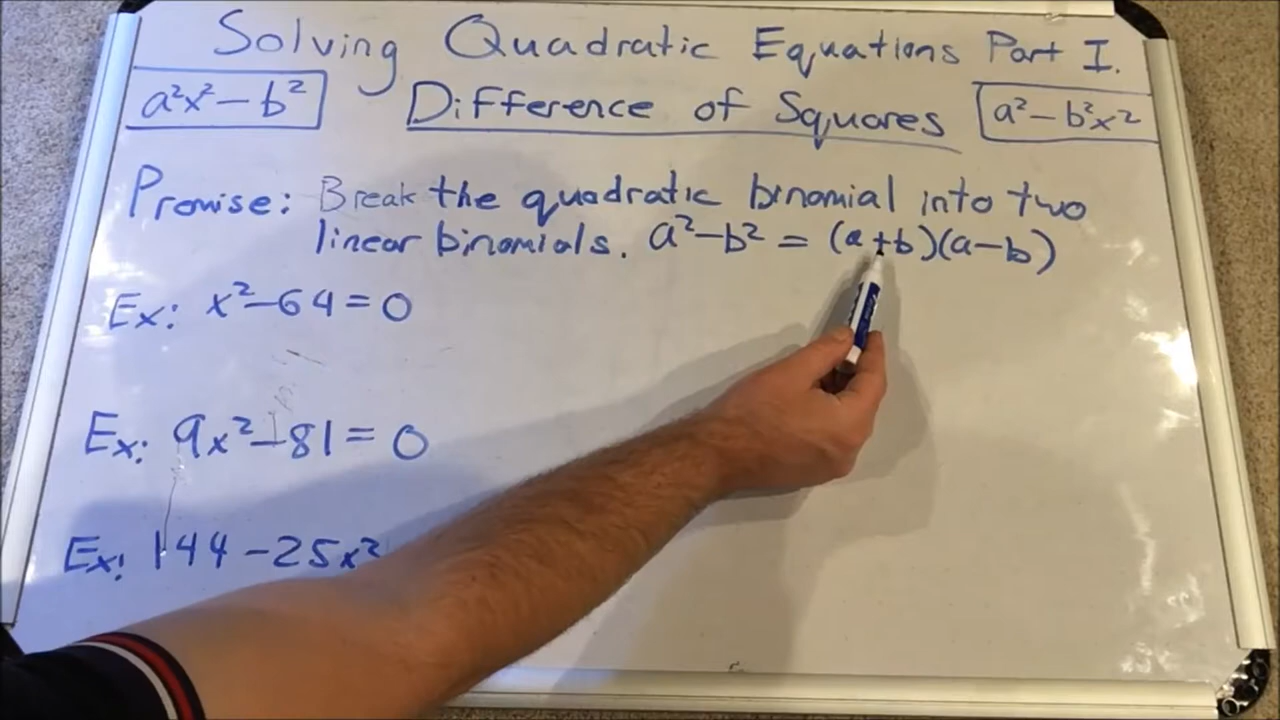 Solving Quadratic Equations Part I.
a²x² - b² Difference of Squares a² - b²x²
Promise: Break the quadratic binomial into two
linear binomials. a² - b² = (a+b)(a-b)
Ex: x² - 64 = 0
Ex: 9x² - 81 = 0
Ex: 144 - 25x²